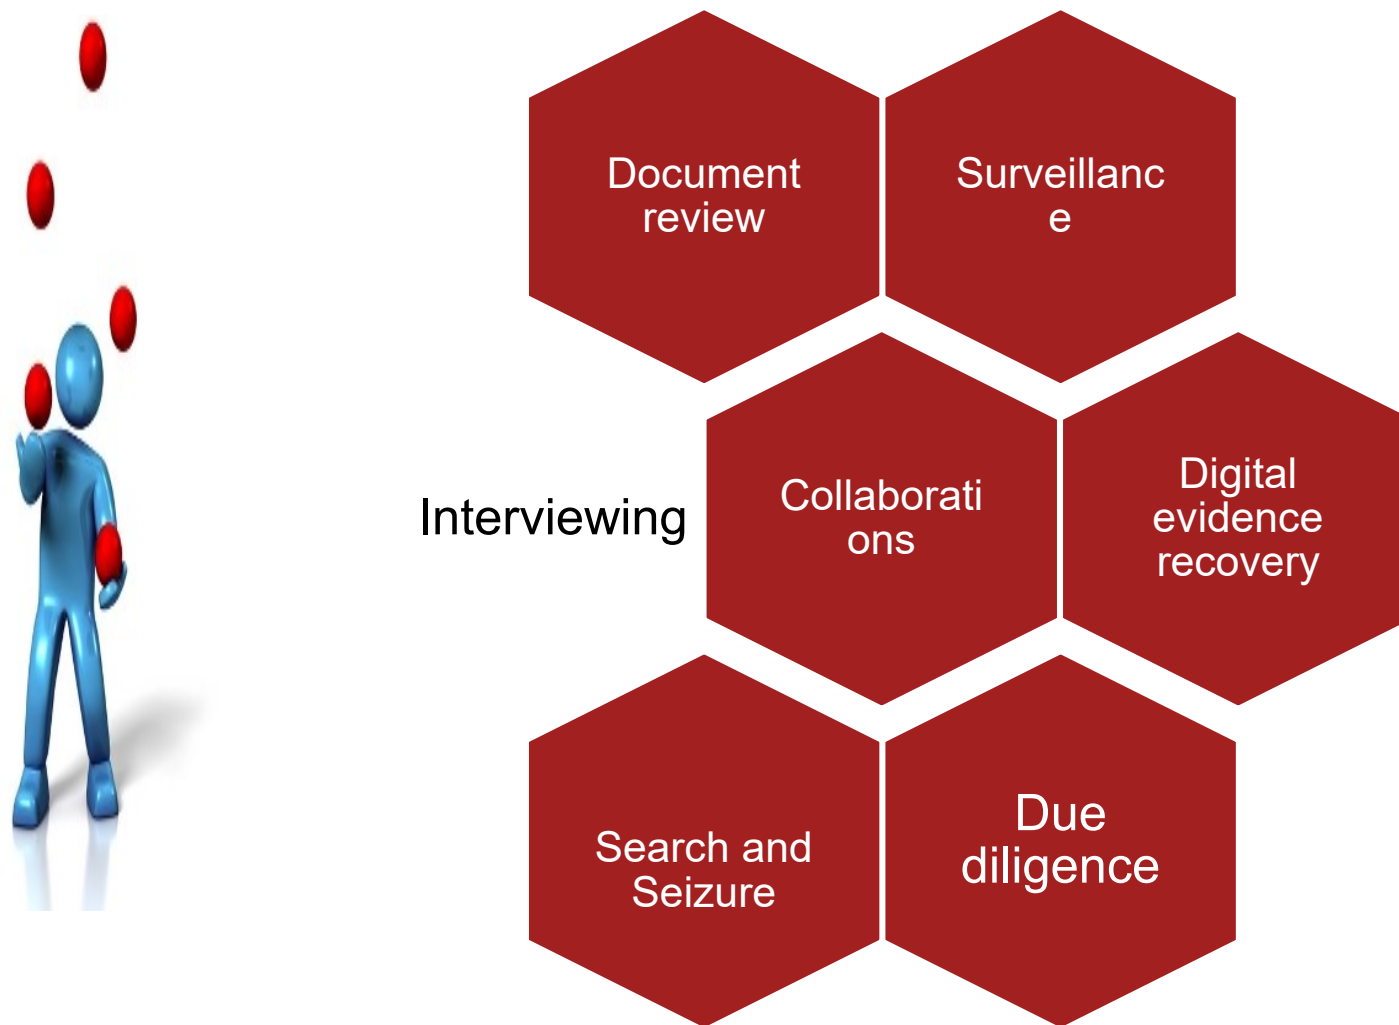 Document
review
Surveillanc
e
Interviewing
Collaborati
ons
Digital
evidence
recovery
Search and
Seizure
Due
diligence